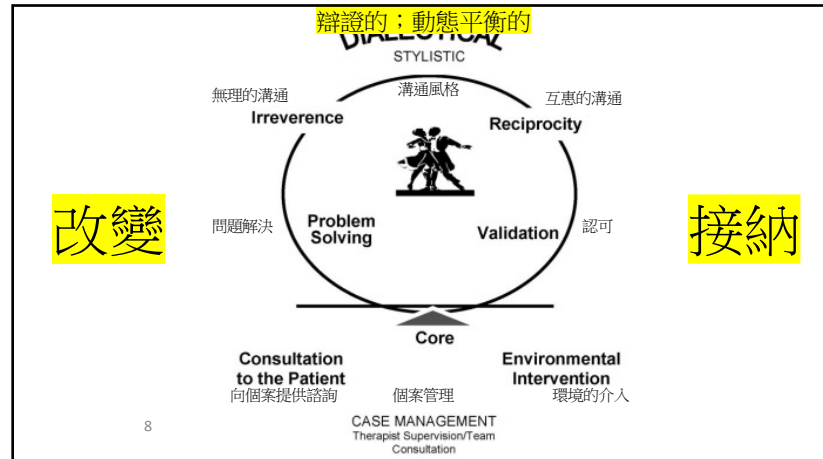 辯證的；動態平衡的
DIALECTICAL
STYLISTIC
溝通風格
無理的溝通
互惠的溝通
Irreverence
Reciprocity
改變
接納
問題解決
Problem
Solving
Validation
認可
Core
Consultation
to the Patient
Environmental
Intervention
向個案提供諮詢
個案管理
環境的介入
8
CASE MANAGEMENT
Therapist Supervision/Team
Consultation